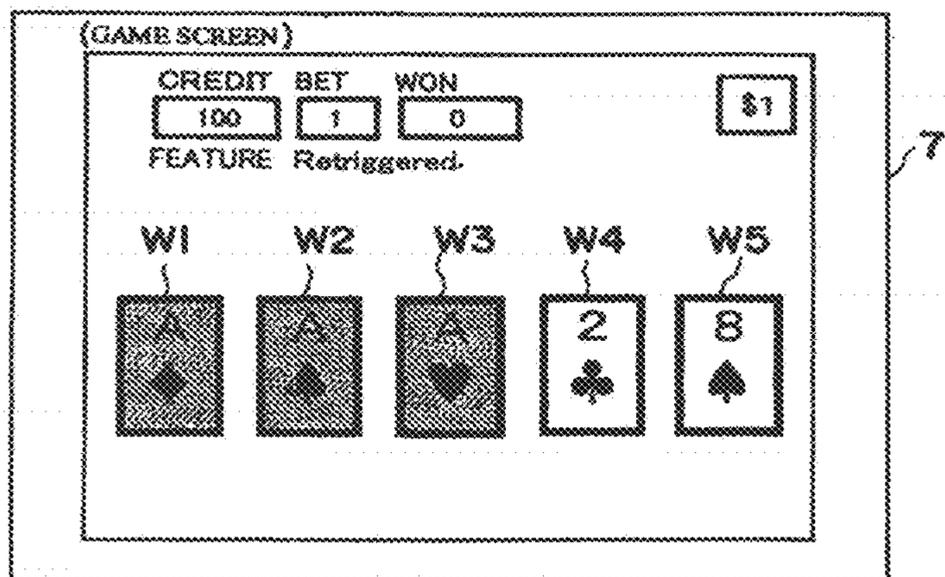 (GAME SCREEN)
CREDIT BET WON
100 1 0 $1
FEATURE Retriggered.
7
W1 W2 W3 W4 W5
A A A 2 8